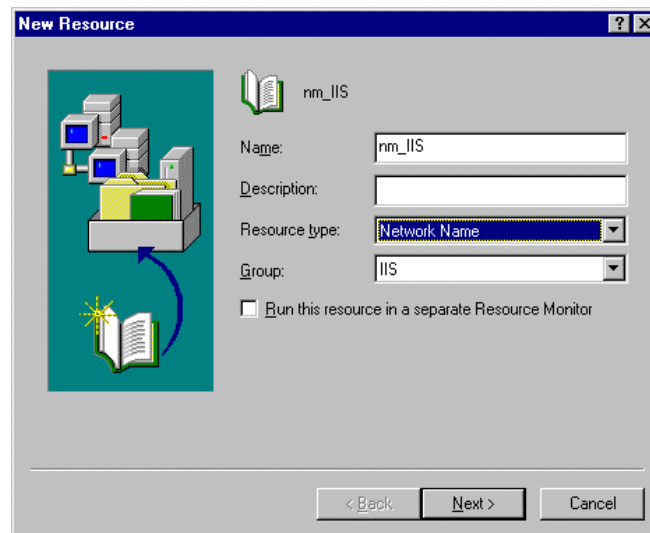 New Resource
nm_IIS
Name: nm_IIS
Description:
Resource type: Network Name
Group: IIS
Run this resource in a separate Resource Monitor
< Back Next > Cancel